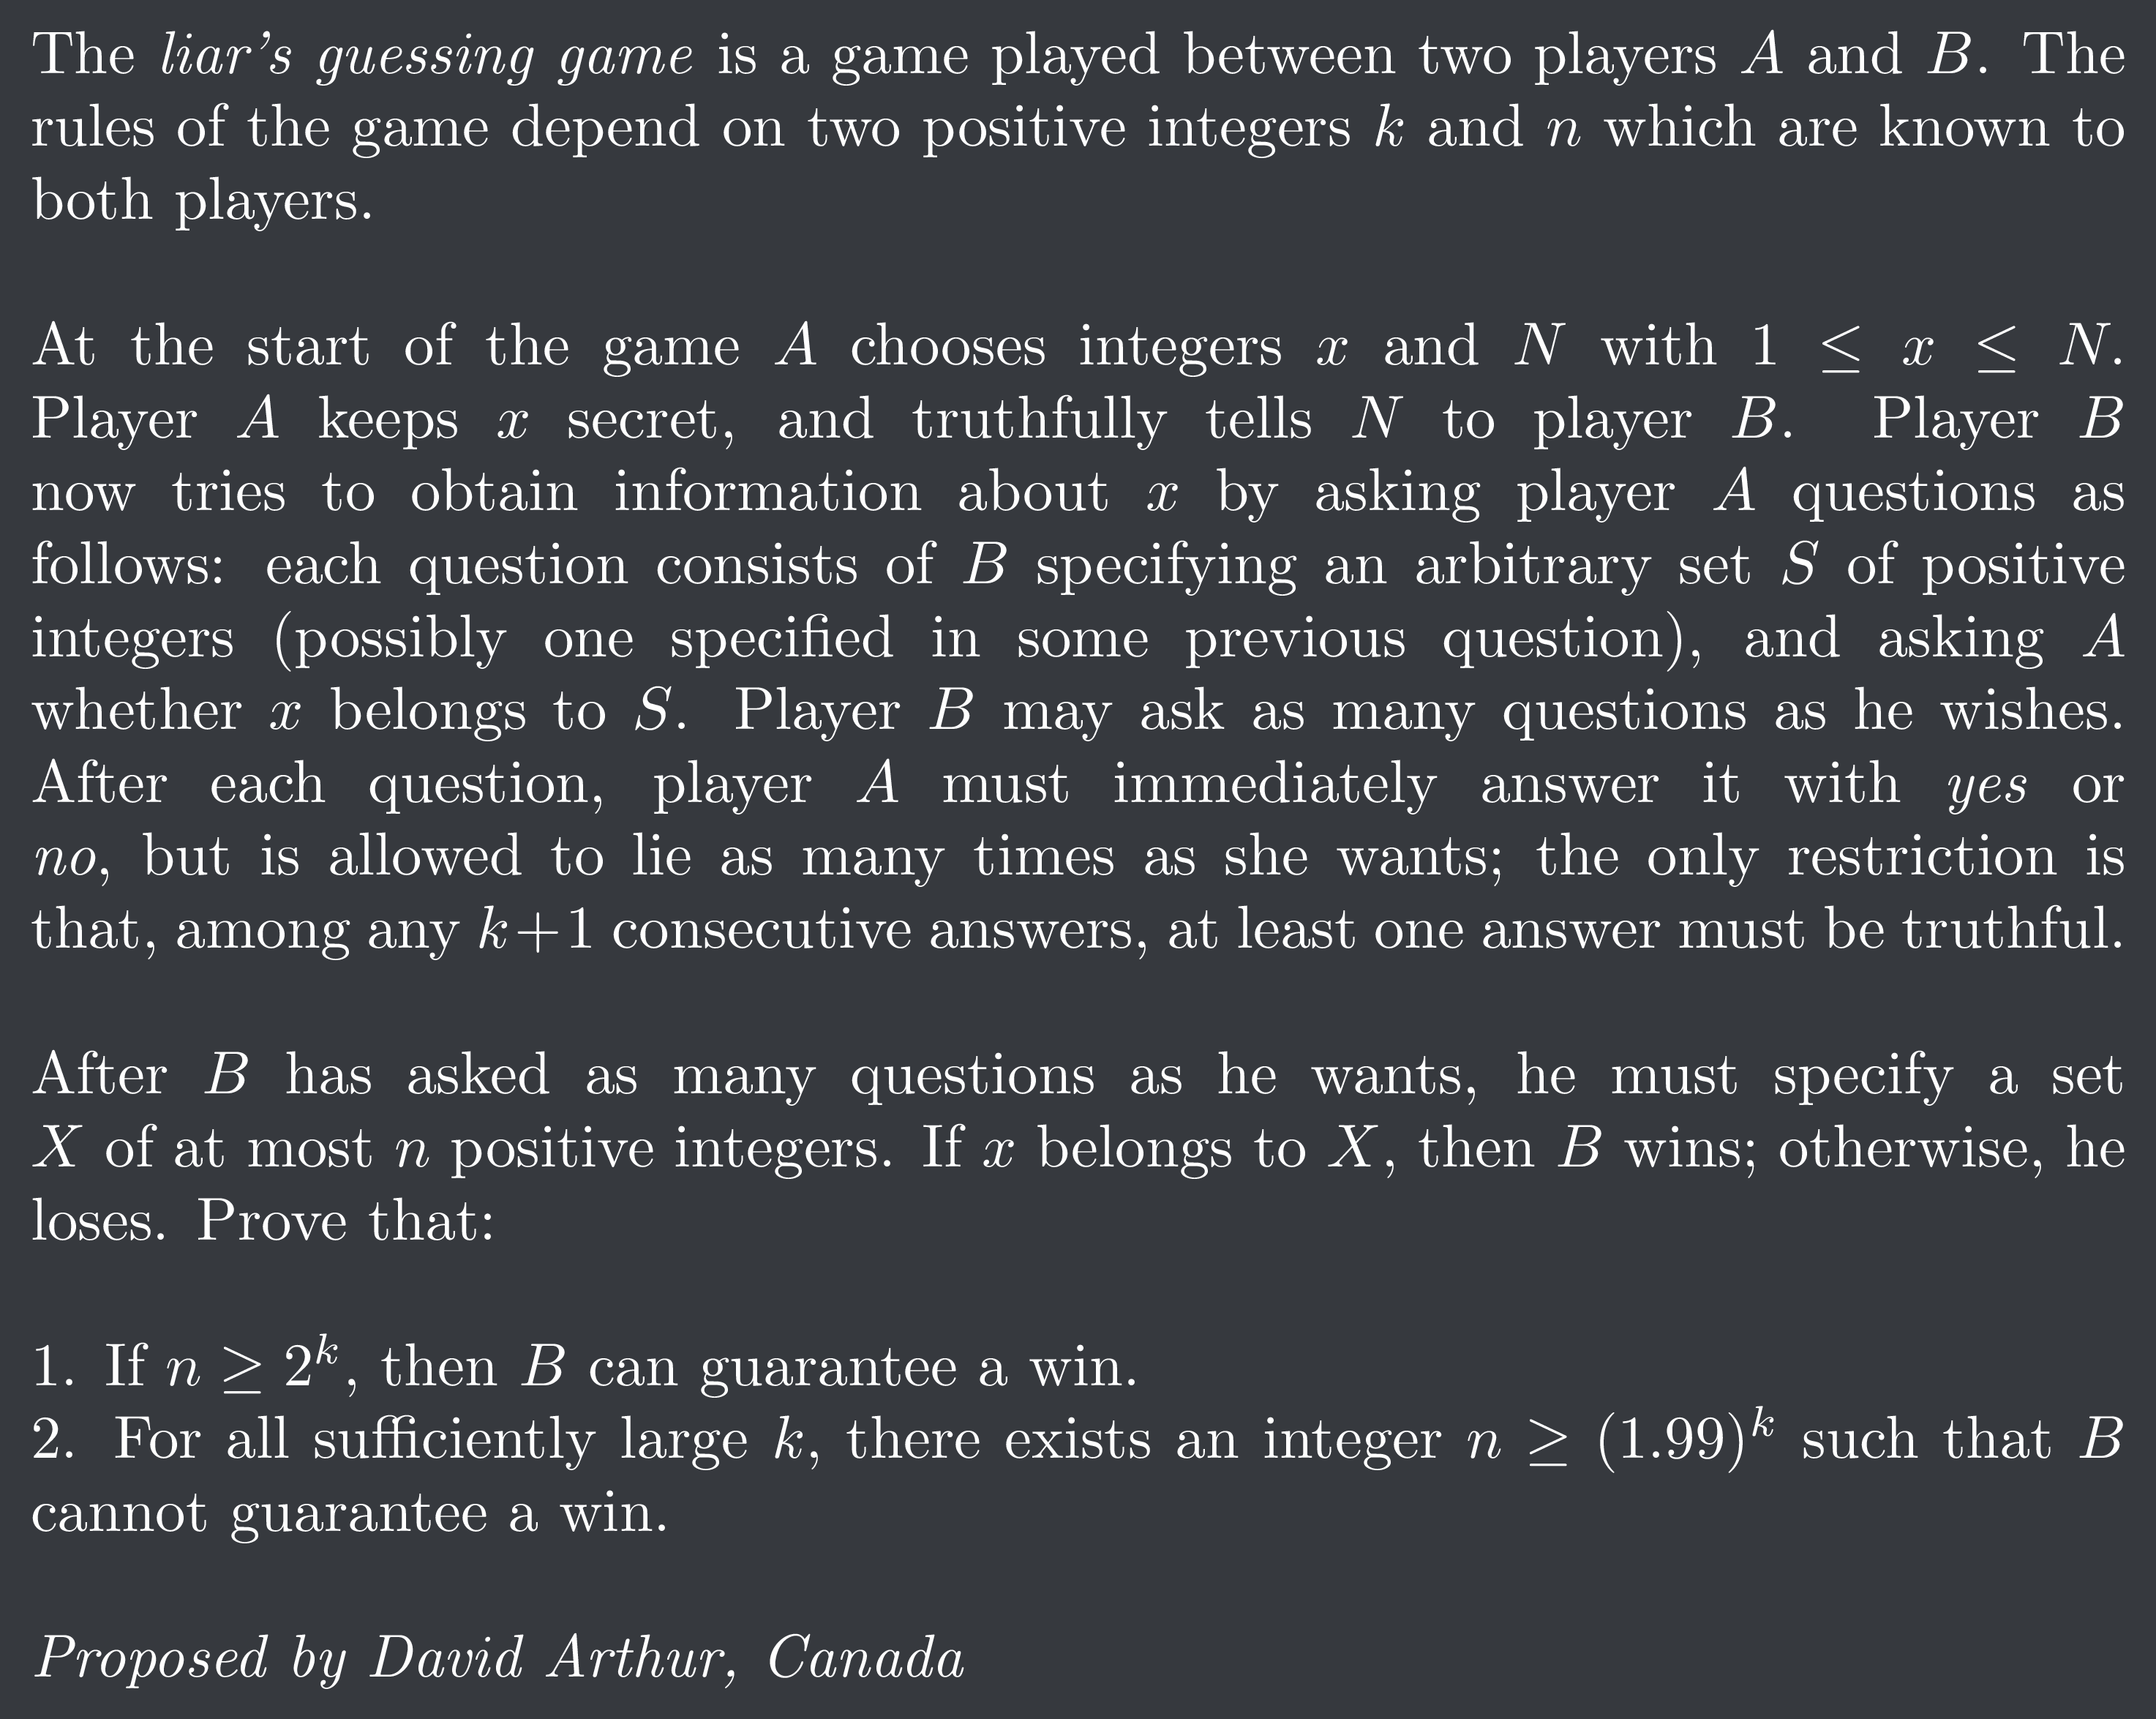 The liar's guessing game is a game played between two players A and B. The
rules of the game depend on two positive integers k and n which are known to
both players.
At the start of the game A chooses integers x and N with 1 ≤ x ≤ N.
Player A keeps x secret, and truthfully tells N to player B. Player B
now tries to obtain information about x by asking player A questions as
follows: each question consists of B specifying an arbitrary set S of positive
integers (possibly one specified in some previous question), and asking A
whether x belongs to S. Player B may ask as many questions as he wishes.
After each question, player A must immediately answer it with yes or
no, but is allowed to lie as many times as she wants; the only restriction is
that, among any k+1 consecutive answers, at least one answer must be truthful.
After B has asked as many questions as he wants, he must specify a set
X of at most n positive integers. If x belongs to X, then B wins; otherwise, he
loses. Prove that:
1. If n ≥ 2^k, then B can guarantee a win.
2. For all sufficiently large k, there exists an integer n ≥ (1.99)^k such that B
cannot guarantee a win.
Proposed by David Arthur, Canada